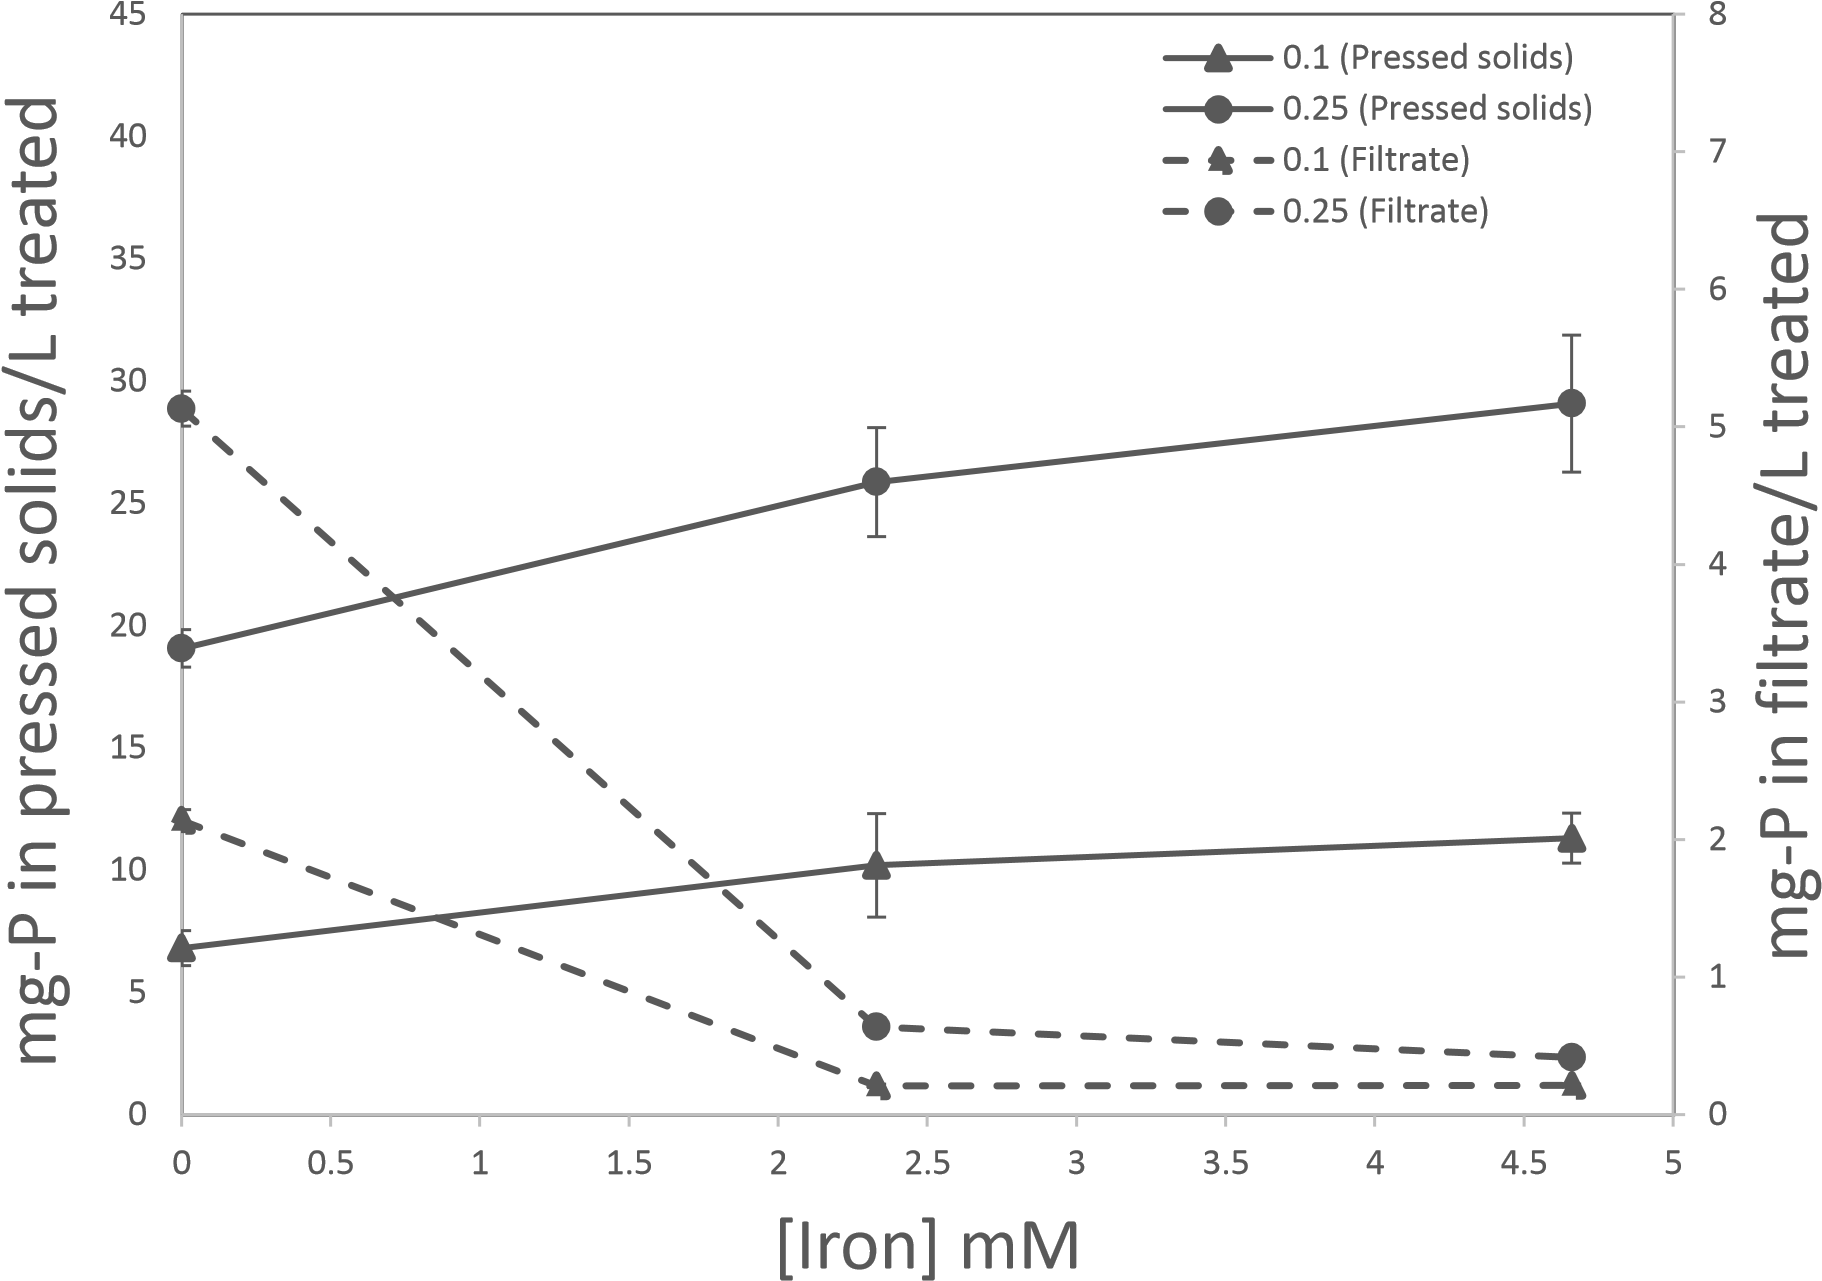 mg-P in pressed solids/L treated
45
40
35
30
25
20
15
10
5
0
0.1 (Pressed solids)
0.25 (Pressed solids)
0.1 (Filtrate)
0.25 (Filtrate)
8
7
6
5
4
3
2
1
0
mg-P in filtrate/L treated
0 0.5 1 1.5 2 2.5 3 3.5 4 4.5 5
[Iron] mM